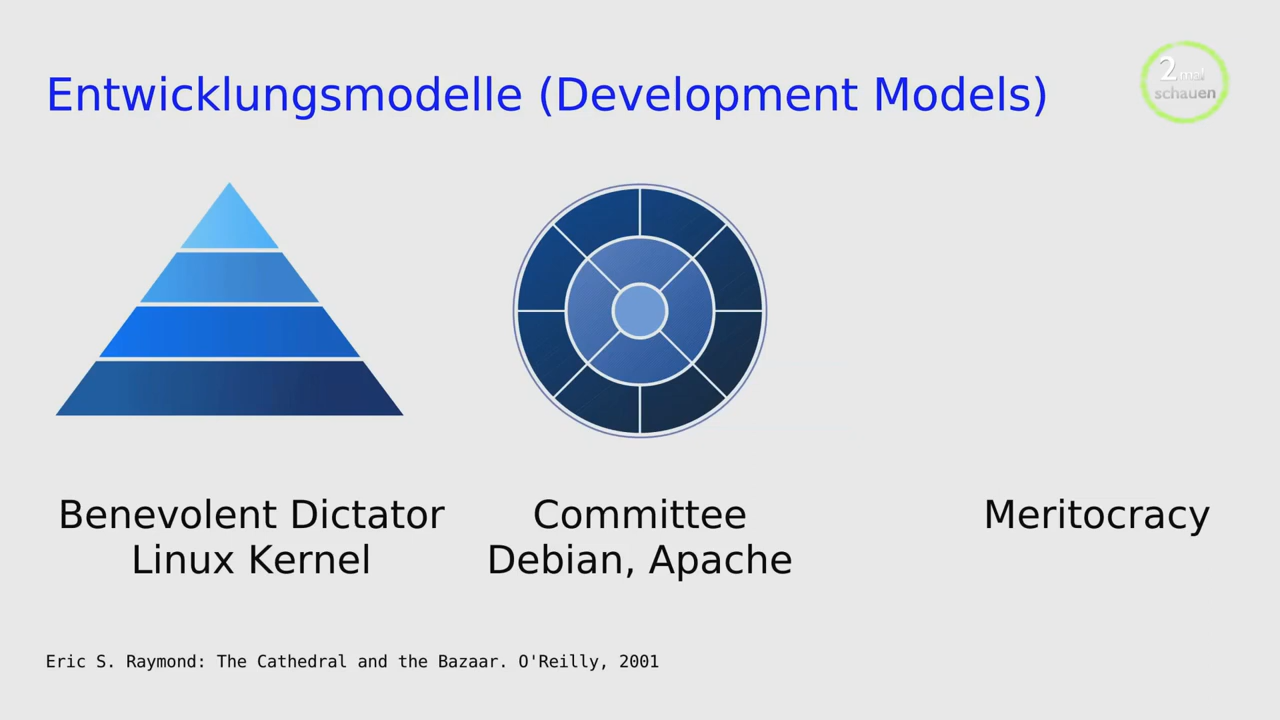 Entwicklungsmodelle (Development Models)
2 mal
schauen
Benevolent Dictator
Linux Kernel
Committee
Debian, Apache
Meritocracy
Eric S. Raymond: The Cathedral and the Bazaar. O'Reilly, 2001